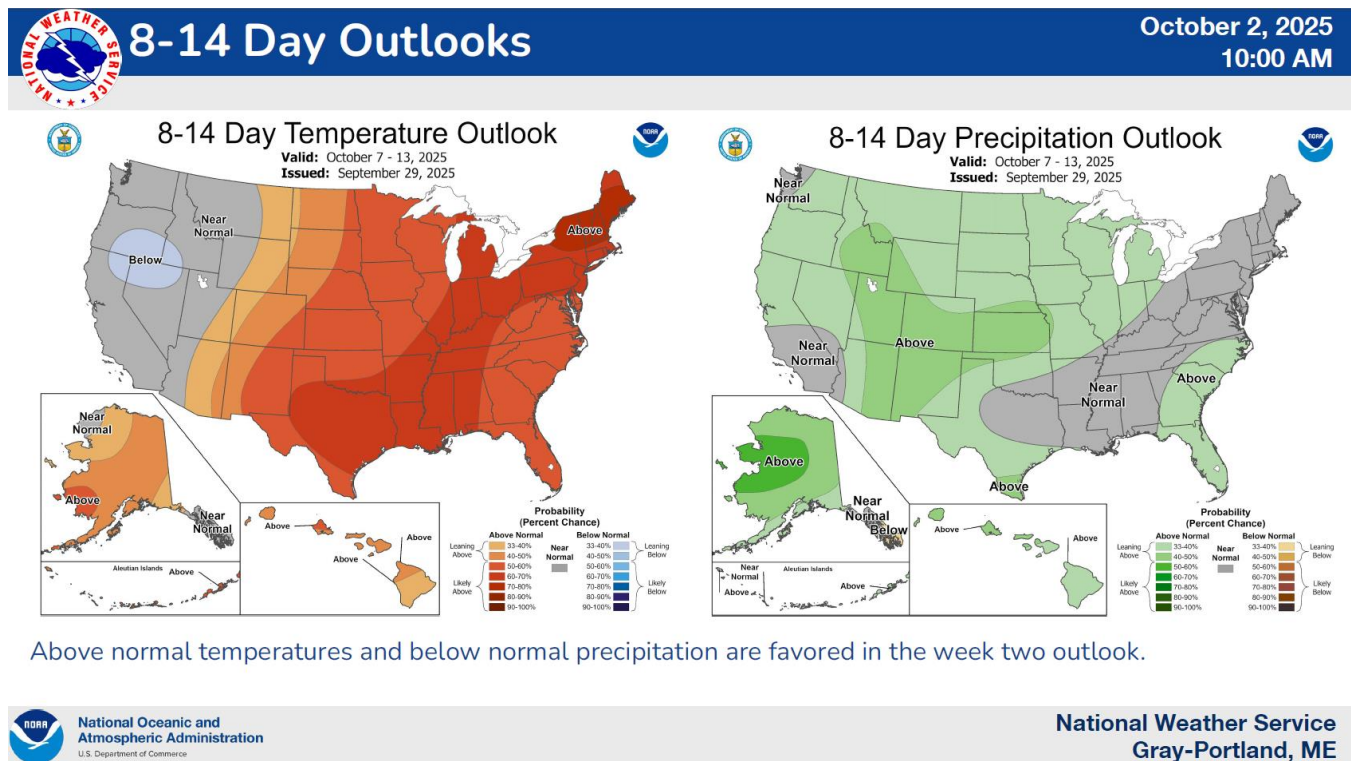 NATIONAL WEATHER SERVICE
8-14 Day Outlooks
October 2, 2025
10:00 AM
8-14 Day Temperature Outlook
Valid: October 7 - 13, 2025
Issued: September 29, 2025
NOAA
Near
Normal
Below
Above
Near
Normal
Above
Near
Normal
Aleutian Islands
Above
Above
Above
Above
Probability
(Percent Chance)
Above Normal
Below Normal
Leaning
Above
33-40%
40-50%
Likely
Above
50-60%
60-70%
70-80%
80-90%
90-100%
Near
Normal
33-40%
40-50%
Leaning
Below
50-60%
60-70%
70-80%
80-90%
90-100%
Likely
Below
8-14 Day Precipitation Outlook
Valid: October 7 - 13, 2025
Issued: September 29, 2025
NOAA
Near
Normal
Near
Normal
Above
Near
Normal
Above
Above
Above
Near
Normal
Below
Near
Normal
Aleutian Islands
Above
Above
Above
Above
Probability
(Percent Chance)
Above Normal
Below Normal
Leaning
Above
33-40%
40-50%
Likely
Above
50-60%
60-70%
70-80%
80-90%
90-100%
Near
Normal
33-40%
40-50%
Leaning
Below
50-60%
60-70%
70-80%
80-90%
90-100%
Likely
Below
Above normal temperatures and below normal precipitation are favored in the week two outlook.
NOAA
National Oceanic and
Atmospheric Administration
U.S. Department of Commerce
National Weather Service
Gray-Portland, ME